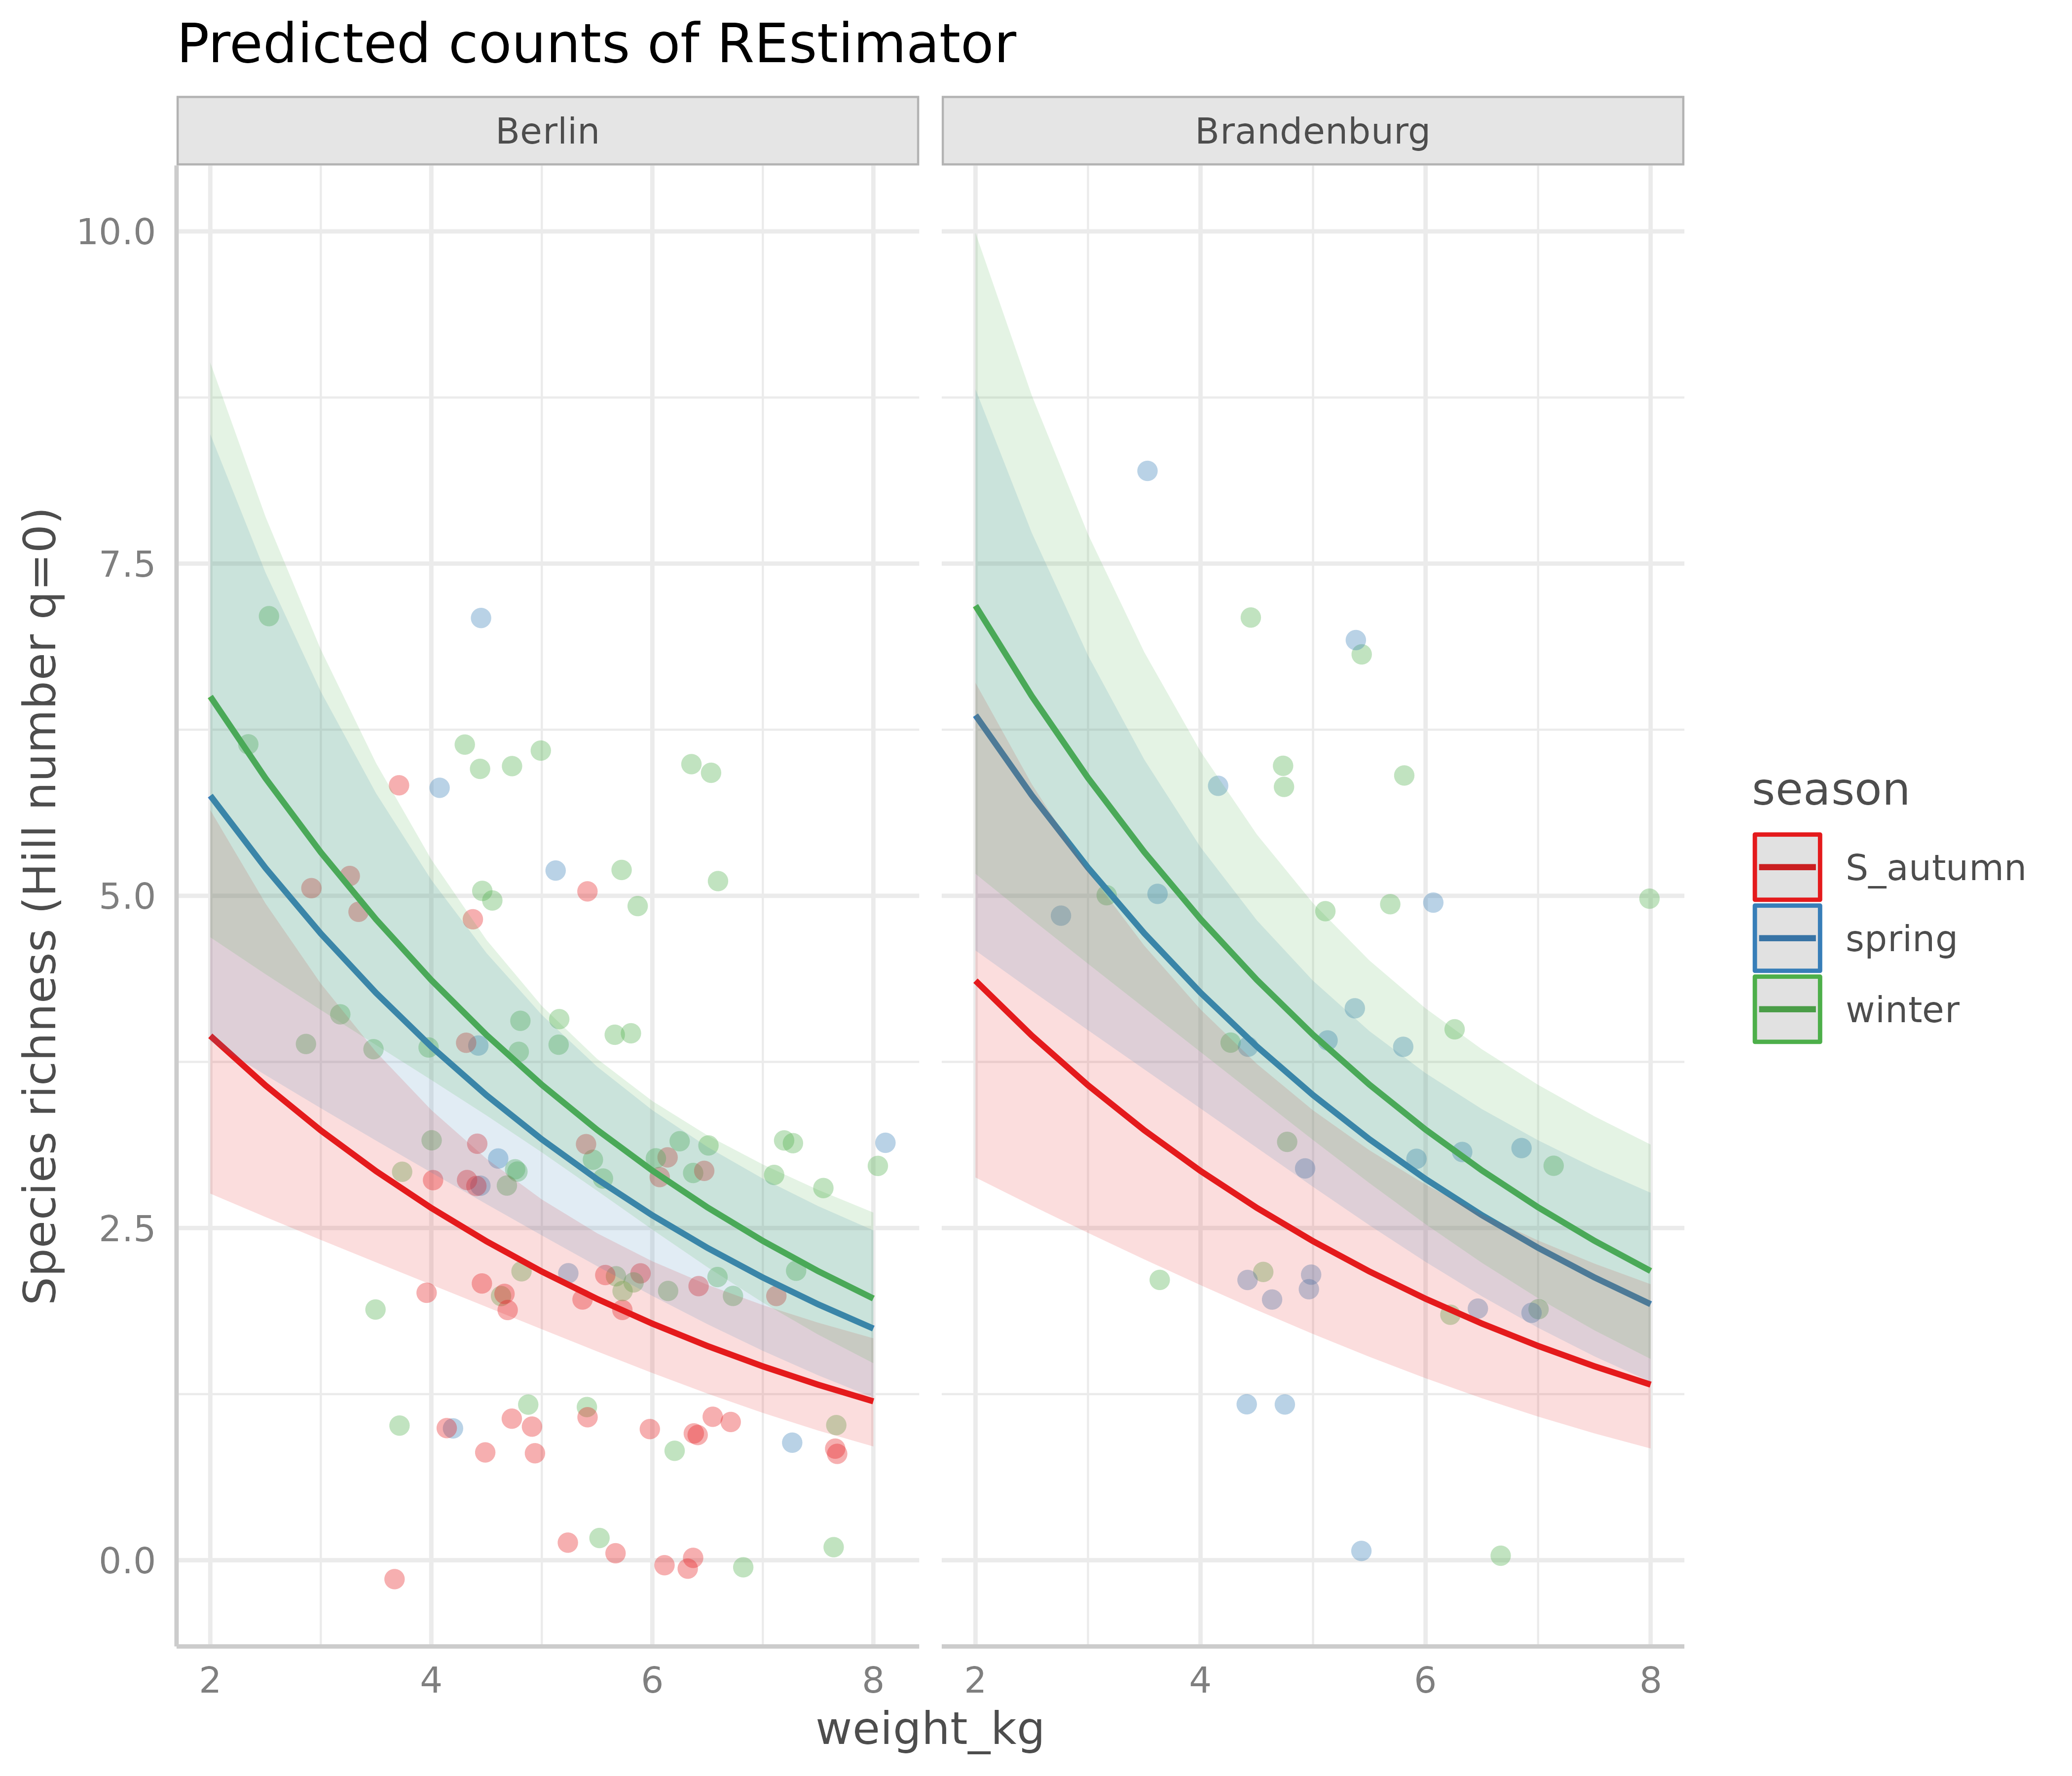 Predicted counts of REstimator
Berlin
Brandenburg
10.0
7.5
5.0
2.5
0.0
Species richness (Hill number q=0)
2 4 6 8
2 4 6 8
weight_kg
season
S_autumn
spring
winter